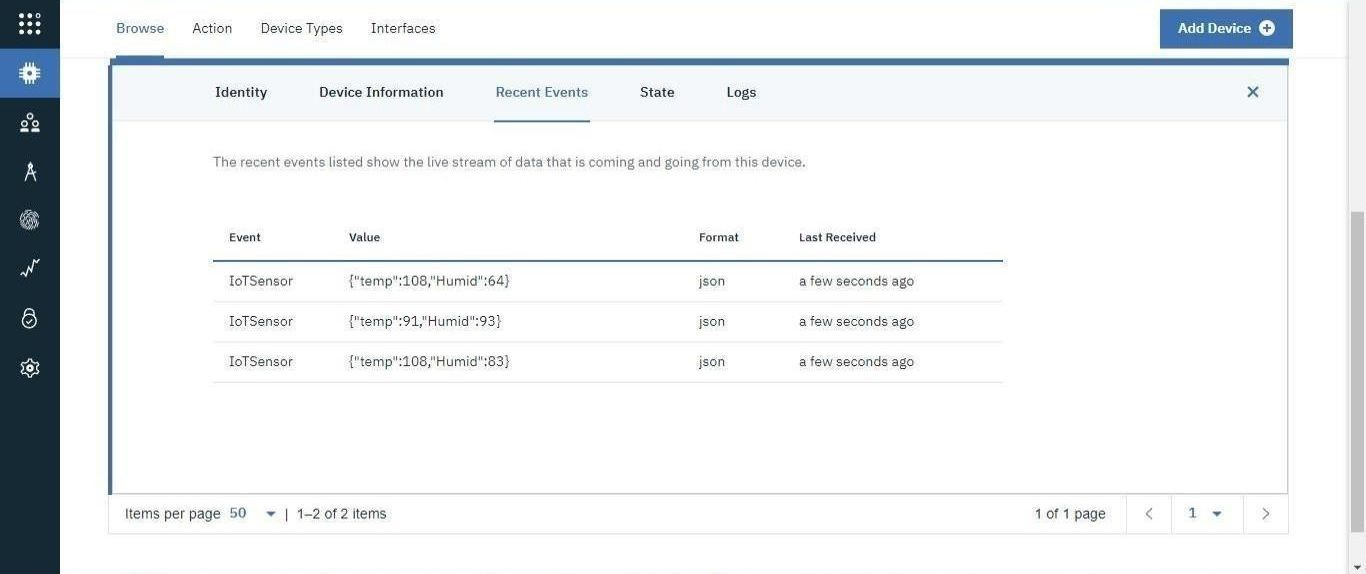 Browse Action Device Types Interfaces Add Device
Identity Device Information Recent Events State Logs
The recent events listed show the live stream of data that is coming and going from this device.
Event Value Format Last Received
IoTSensor {"temp":108,"Humid":64} json a few seconds ago
IoTSensor {"temp":91,"Humid":93} json a few seconds ago
IoTSensor {"temp":108,"Humid":83} json a few seconds ago
Items per page 50 | 1–2 of 2 items 1 of 1 page 1